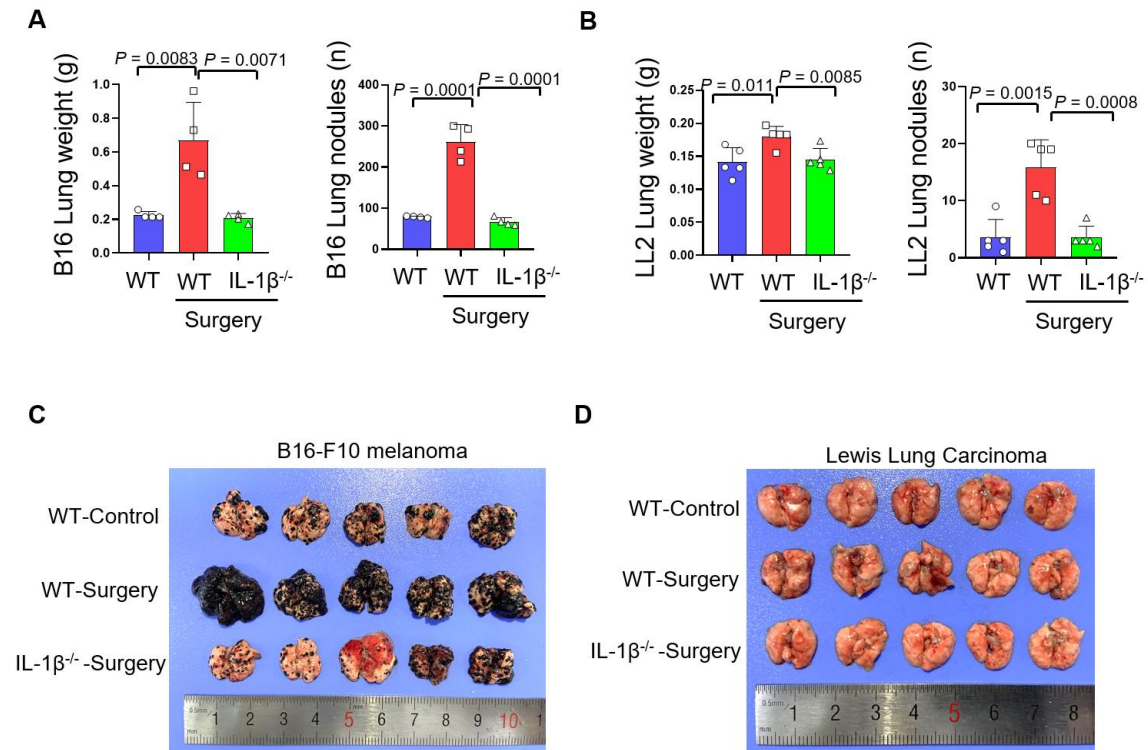 A
B16 Lung weight (g)
P = 0.0083
P = 0.0071
1.0
0.8
0.6
0.4
0.2
0.0
WT
WT
IL-1β-/-
Surgery
B16 Lung nodules (n)
P = 0.0001
P = 0.0001
400
300
200
100
0
WT
WT
IL-1β-/-
Surgery
B
LL2 Lung weight (g)
P = 0.011
P = 0.0085
0.25
0.20
0.15
0.10
0.05
0.00
WT
WT
IL-1β-/-
Surgery
LL2 Lung nodules (n)
P = 0.0015
P = 0.0008
30
20
10
0
WT
WT
IL-1β-/-
Surgery
C
B16-F10 melanoma
WT-Control
WT-Surgery
IL-1β-/- -Surgery
0.5mm
mm
1 2 3 4 5 6 7 8 9 10 1
D
Lewis Lung Carcinoma
WT-Control
WT-Surgery
IL-1β-/- -Surgery
0.5mm
1 2 3 4 5 6 7 8